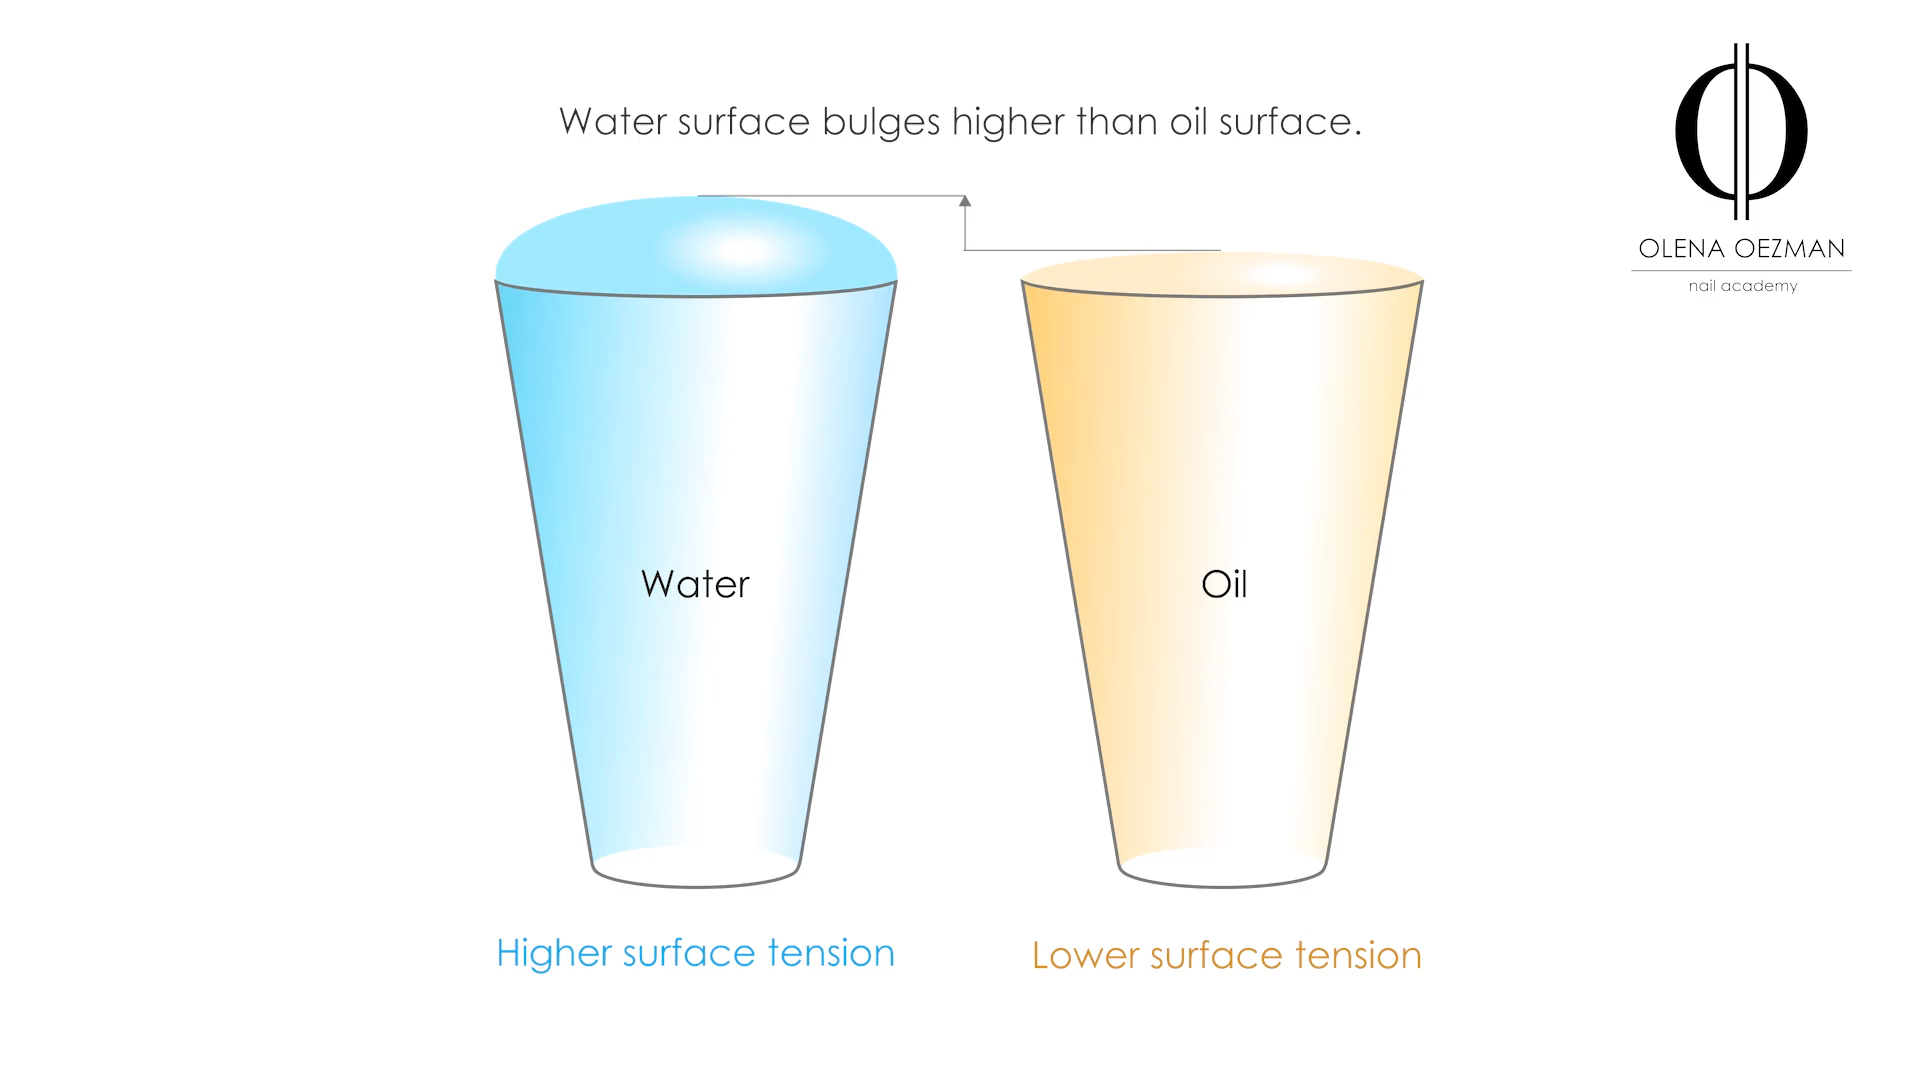 Water surface bulges higher than oil surface.
OLENA OEZMAN
nail academy
Water
Oil
Higher surface tension
Lower surface tension